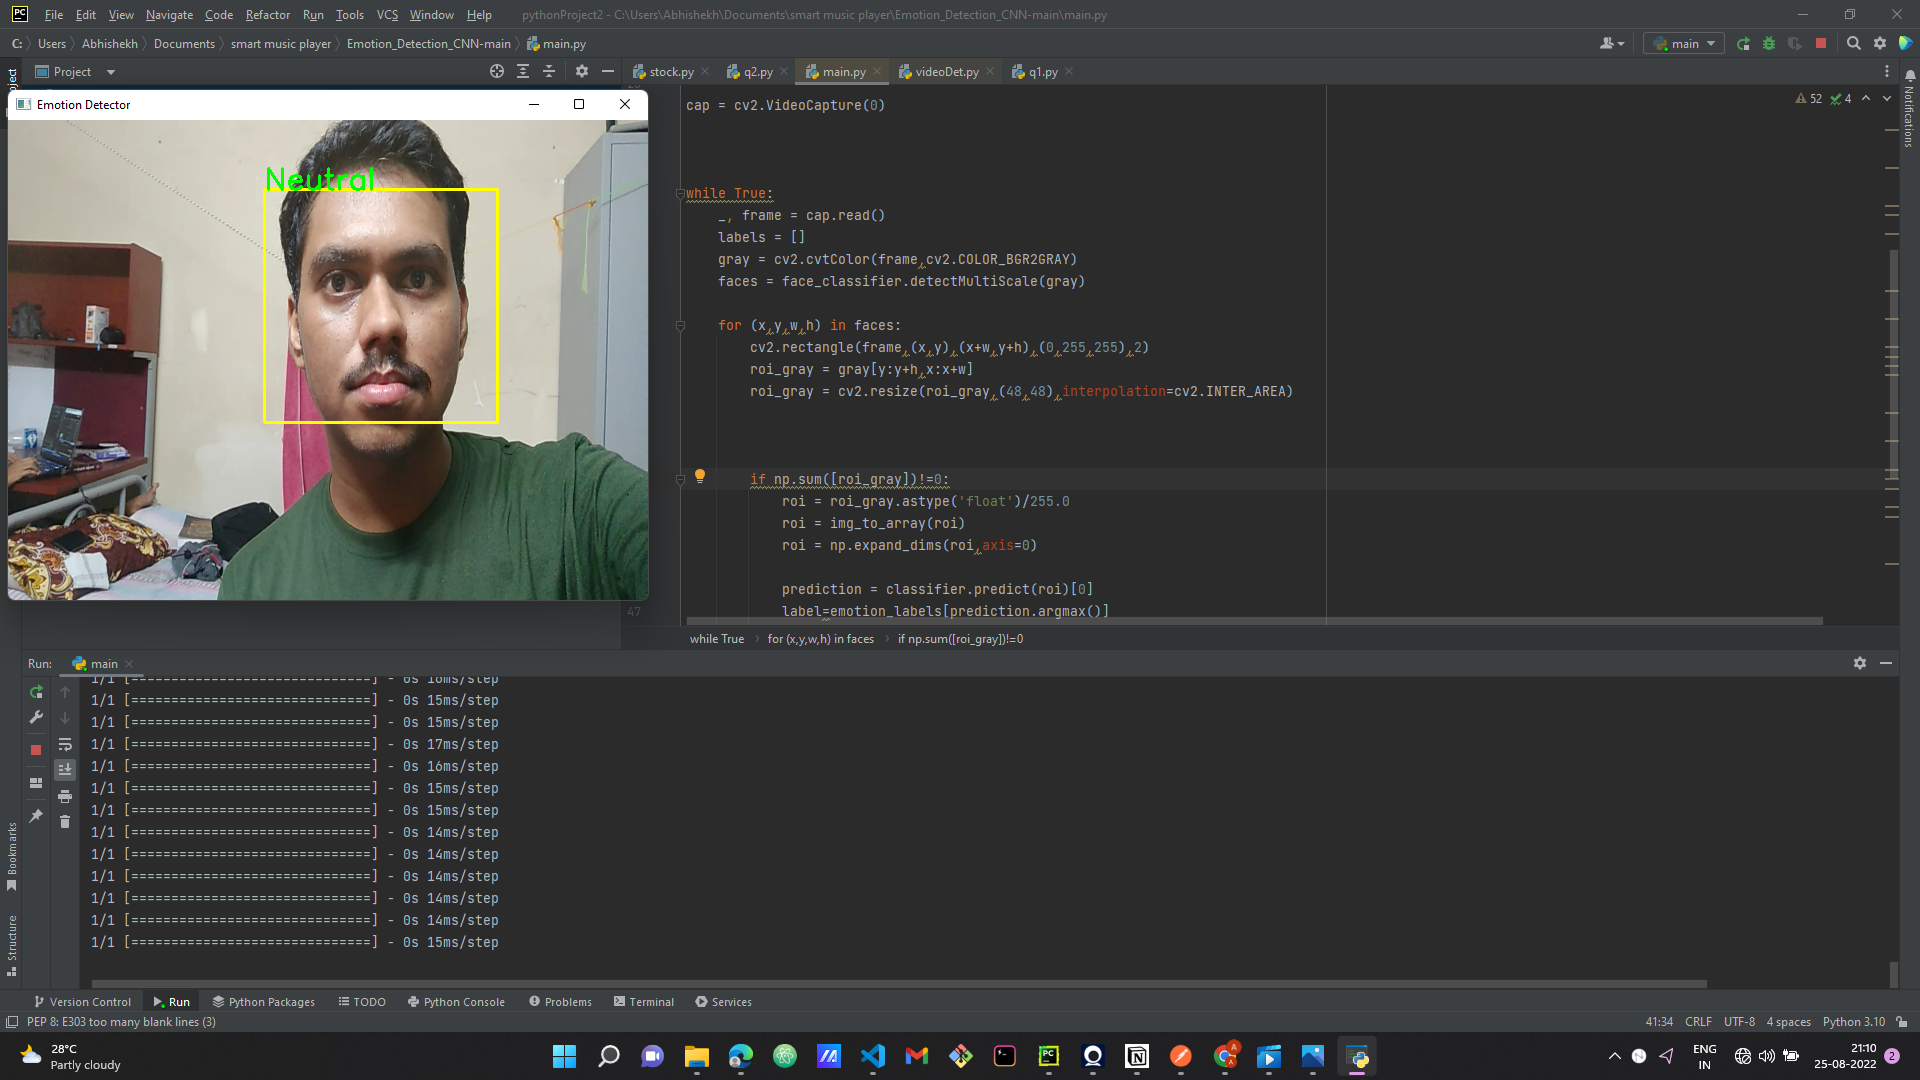 File Edit View Navigate Code Refactor Run Tools VCS Window Help pythonProject2 - C:\Users\Abhishekh\Documents\smart music player\Emotion_Detection_CNN-main\main.py
C: Users Abhishekh Documents smart music player Emotion_Detection_CNN-main main.py
main
Project
stock.py q2.py main.py videoDet.py q1.py
Notifications
Emotion Detector
Neutral
52 4
cap = cv2.VideoCapture(0)
while True:
_, frame = cap.read()
labels = []
gray = cv2.cvtColor(frame,cv2.COLOR_BGR2GRAY)
faces = face_classifier.detectMultiScale(gray)
for (x,y,w,h) in faces:
cv2.rectangle(frame,(x,y),(x+w,y+h),(0,255,255),2)
roi_gray = gray[y:y+h,x:x+w]
roi_gray = cv2.resize(roi_gray,(48,48),interpolation=cv2.INTER_AREA)
if np.sum([roi_gray])!=0:
roi = roi_gray.astype('float')/255.0
roi = img_to_array(roi)
roi = np.expand_dims(roi,axis=0)
prediction = classifier.predict(roi)[0]
47 label=emotion_labels[prediction.argmax()]
while True for (x,y,w,h) in faces if np.sum([roi_gray])!=0
Run: main
1/1 [==============================] - 0s 16ms/step
1/1 [==============================] - 0s 15ms/step
1/1 [==============================] - 0s 15ms/step
1/1 [==============================] - 0s 17ms/step
1/1 [==============================] - 0s 16ms/step
1/1 [==============================] - 0s 15ms/step
1/1 [==============================] - 0s 15ms/step
1/1 [==============================] - 0s 14ms/step
1/1 [==============================] - 0s 14ms/step
1/1 [==============================] - 0s 14ms/step
1/1 [==============================] - 0s 14ms/step
1/1 [==============================] - 0s 14ms/step
1/1 [==============================] - 0s 15ms/step
Bookmarks
Structure
Version Control Run Python Packages TODO Python Console Problems Terminal Services
PEP 8: E303 too many blank lines (3) 41:34 CRLF UTF-8 4 spaces Python 3.10
28°C
Partly cloudy
ENG
IN
21:10
25-08-2022
2